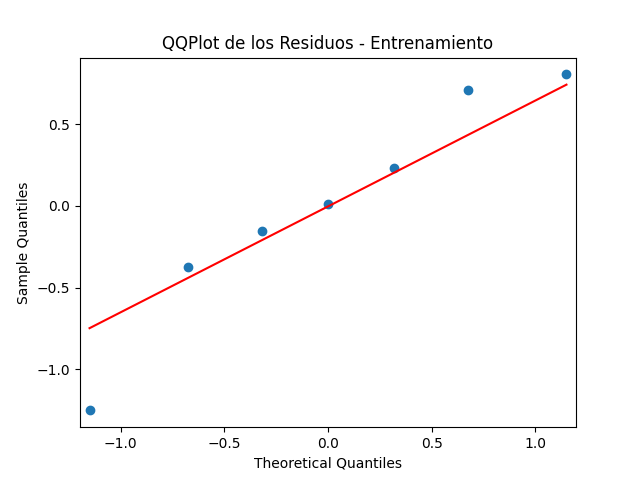 QQPlot de los Residuos - Entrenamiento
0.5
0.0
−0.5
−1.0
Sample Quantiles
−1.0 −0.5 0.0 0.5 1.0
Theoretical Quantiles